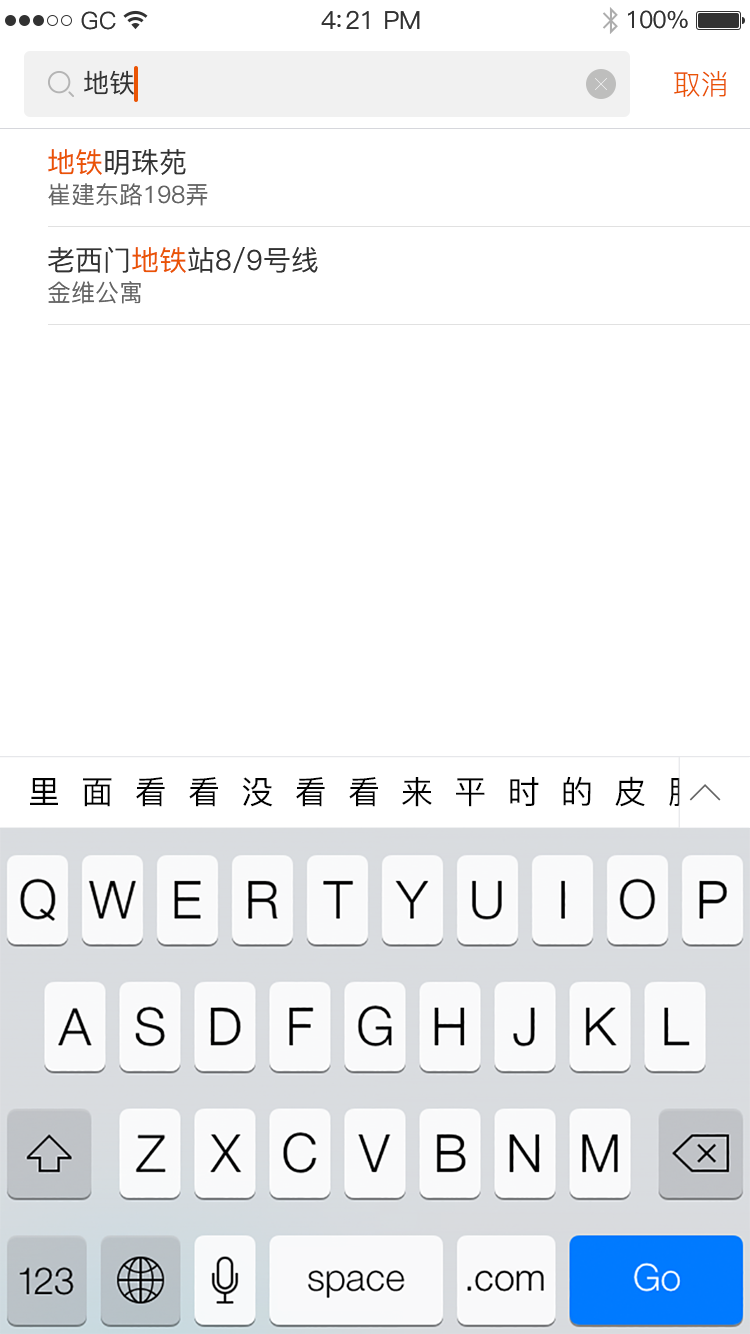 GC 4:21 PM 100%
地铁 取消
地铁明珠苑
崔建东路198弄
老西门地铁站8/9号线
金维公寓
里 面 看 看 没 看 看 来 平 时 的 皮
Q W E R T Y U I O P
A S D F G H J K L
Z X C V B N M
123 space .com Go